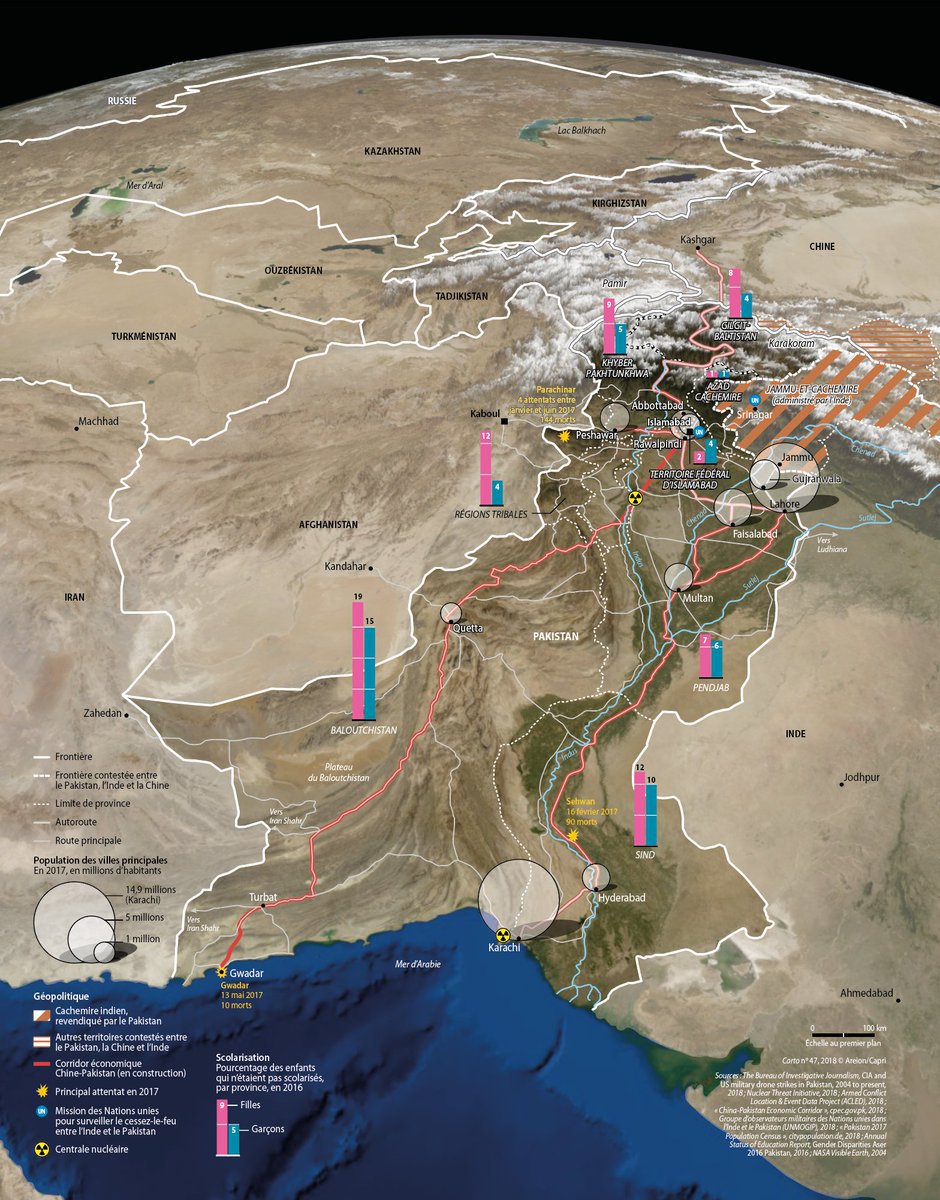 RUSSIE
Lac Balkhach
KAZAKHSTAN
Mer d'Aral
KIRGHIZSTAN
Kashgar
CHINE
OUZBÉKISTAN
Pamir
8
4
TADJIKISTAN
9
5
GILGIT-
BALTISTAN
TURKMÉNISTAN
Karakoram
KHYBER
PAKHTUNKHWA
1
1
AZAD
CACHEMIRE
JAMMU-ET-CACHEMIRE
(administré par l'Inde)
Parachinar
4 attentats entre
janvier et juin 2017
144 morts
UN
Srinagar
Abbottabad
Machhad
Kaboul
Islamabad
UN
Peshawar
Rawalpindi
12
4
2
4
Chenab
Jammu
TERRITOIRE FÉDÉRAL
D'ISLAMABAD
Gujranwala
RÉGIONS TRIBALES
Lahore
Chenab
Sutlej
AFGHANISTAN
Faisalabad
Vers
Ludhiana
Indus
Kandahar
Sutlej
IRAN
Multan
19
15
Quetta
PAKISTAN
7
6
PENDJAB
Zahedan
BALOUTCHISTAN
INDE
Indus
Frontière
Frontière contestée entre
le Pakistan, l'Inde et la Chine
Limite de province
Autoroute
Route principale
Plateau
du Baloutchistan
12
10
Jodhpur
Vers
Iran Shahr
Sehwan
16 février 2017
90 morts
SIND
Population des villes principales
En 2017, en millions d'habitants
14,9 millions
(Karachi)
5 millions
1 million
Turbat
Hyderabad
Vers
Iran Shahr
Karachi
Gwadar
Gwadar
13 mai 2017
10 morts
Mer d'Arabie
Ahmedabad
Géopolitique
Cachemire indien,
revendiqué par le Pakistan
Autres territoires contestés entre
le Pakistan, la Chine et l'Inde
Corridor économique
Chine-Pakistan (en construction)
Principal attentat en 2017
UN
Mission des Nations unies
pour surveiller le cessez-le-feu
entre l'Inde et le Pakistan
Centrale nucléaire
Scolarisation
Pourcentage des enfants
qui n'étaient pas scolarisés,
par province, en 2016
9
Filles
5
Garçons
0
100 km
Échelle au premier plan
Carto n° 47, 2018 © Areion/Capri
Sources : The Bureau of Investigative Journalism, CIA and
US military drone strikes in Pakistan, 2004 to present,
2018 ; Nuclear Threat Initiative, 2018 ; Armed Conflict
Location & Event Data Project (ACLED), 2018 ;
« China-Pakistan Economic Corridor », cpec.gov.pk, 2018 ;
Groupe d'observateurs militaires des Nations unies dans
l'Inde et le Pakistan (UNMOGIP), 2018 ; « Pakistan 2017
Population Census », citypopulation.de, 2018 ; Annual
Status of Education Report, Gender Disparities Aser
2016 Pakistan, 2016 ; NASA Visible Earth, 2004